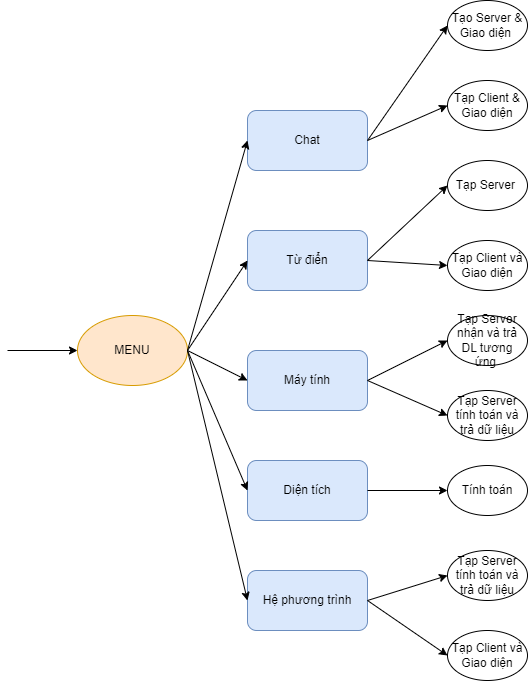 Tạo Server &
Giao diện
Tạp Client &
Giao diện
Chat
Tạp Server
Từ điển
Tạp Client và
Giao diện
MENU
Tạp Server
nhận và trả
DL tương
ứng
Máy tính
Tạp Server
tính toán và
trả dữ liệu
Diện tích
Tính toán
Tạp Server
tính toán và
trả dữ liệu
Hệ phương trình
Tạp Client và
Giao diện